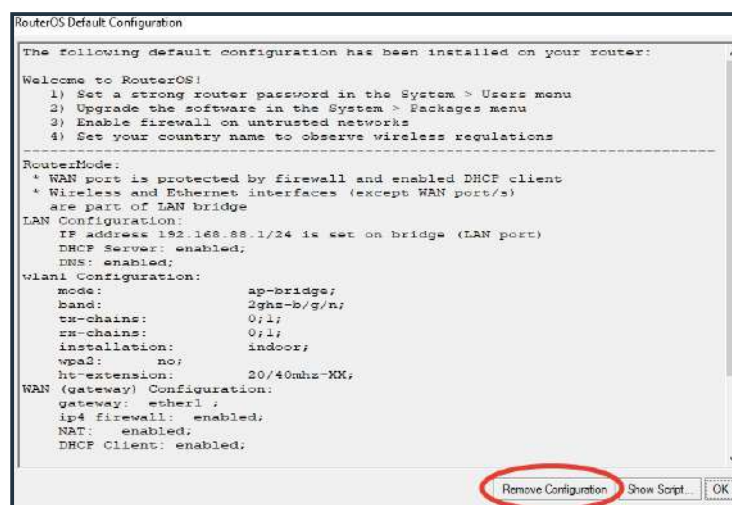 RouterOS Default Configuration
The following default configuration has been installed on your router:
Welcome to RouterOS!
1) Set a strong router password in the System > Users menu
2) Upgrade the software in the System > Packages menu
3) Enable firewall on untrusted networks
4) Set your country name to observe wireless regulations
-----------------------------------------------------------------------------
RouterMode:
* WAN port is protected by firewall and enabled DHCP client
* Wireless and Ethernet interfaces (except WAN port/s)
are part of LAN bridge
LAN Configuration:
IP address 192.168.88.1/24 is set on bridge (LAN port)
DHCP Server: enabled;
DNS: enabled;
wlan1 Configuration:
mode: ap-bridge;
band: 2ghz-b/g/n;
tx-chains: 0;1;
rx-chains: 0;1;
installation: indoor;
wpa2: no;
ht-extension: 20/40mhz-XX;
WAN (gateway) Configuration:
gateway: ether1 ;
ip4 firewall: enabled;
NAT: enabled;
DHCP Client: enabled;
Remove Configuration Show Script... OK